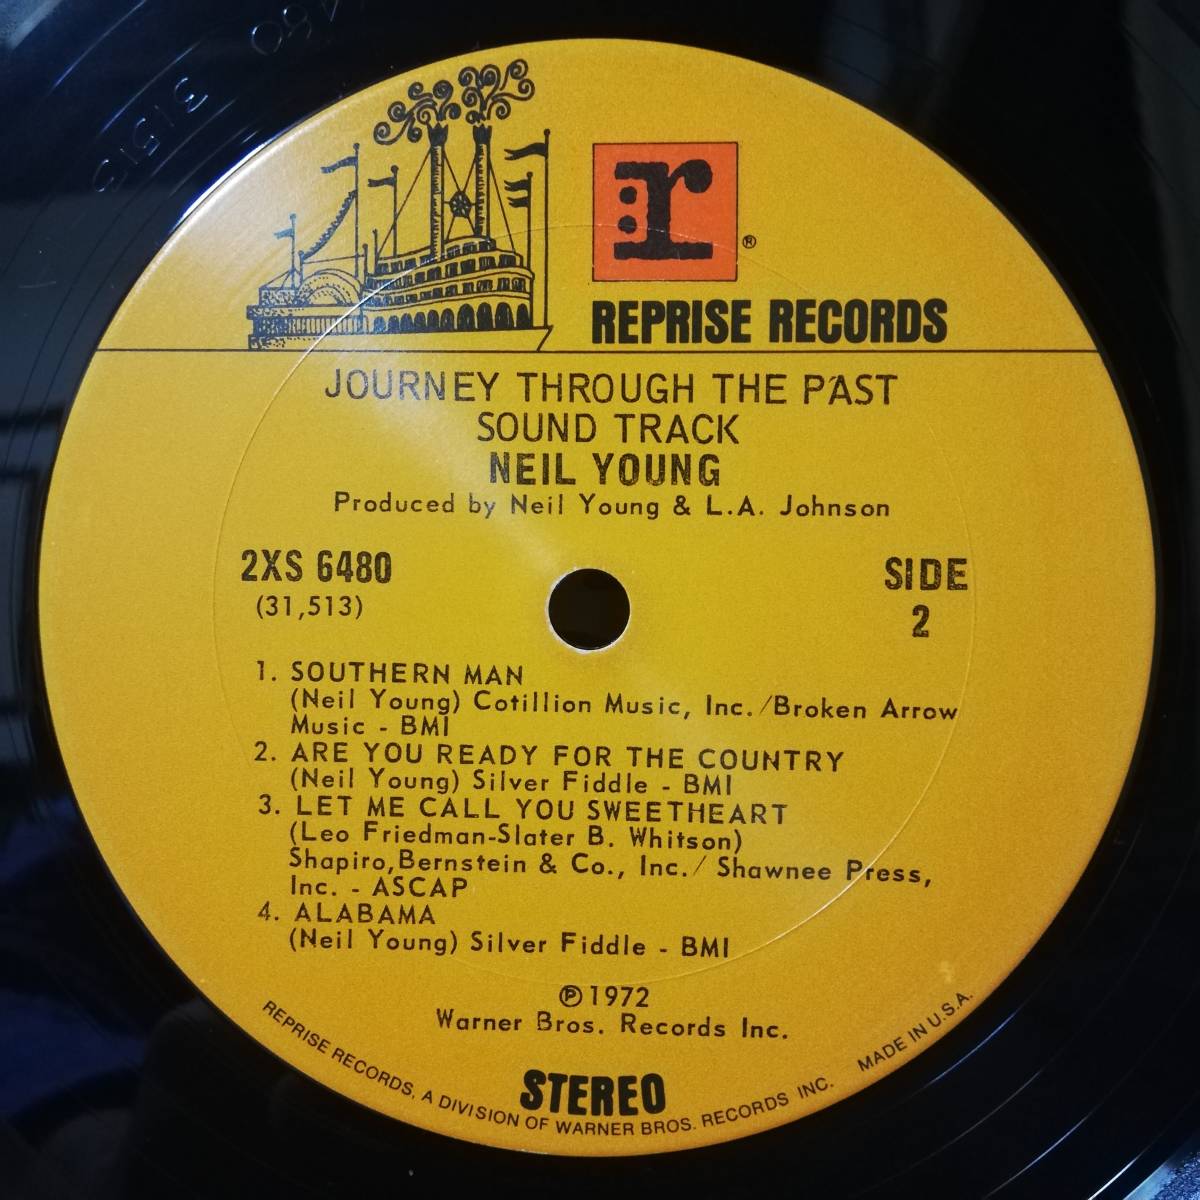 31513
r
®
REPRISE RECORDS
JOURNEY THROUGH THE PAST
SOUND TRACK
NEIL YOUNG
Produced by Neil Young & L.A. Johnson
2XS 6480
(31,513)
SIDE
2
1. SOUTHERN MAN
(Neil Young) Cotillion Music, Inc./Broken Arrow
Music - BMI
2. ARE YOU READY FOR THE COUNTRY
(Neil Young) Silver Fiddle - BMI
3. LET ME CALL YOU SWEETHEART
(Leo Friedman-Slater B. Whitson)
Shapiro, Bernstein & Co., Inc./ Shawnee Press,
Inc. - ASCAP
4. ALABAMA
(Neil Young) Silver Fiddle - BMI
℗ 1972
Warner Bros. Records Inc.
STEREO
REPRISE RECORDS, A DIVISION OF WARNER BROS. RECORDS INC. MADE IN U.S.A.